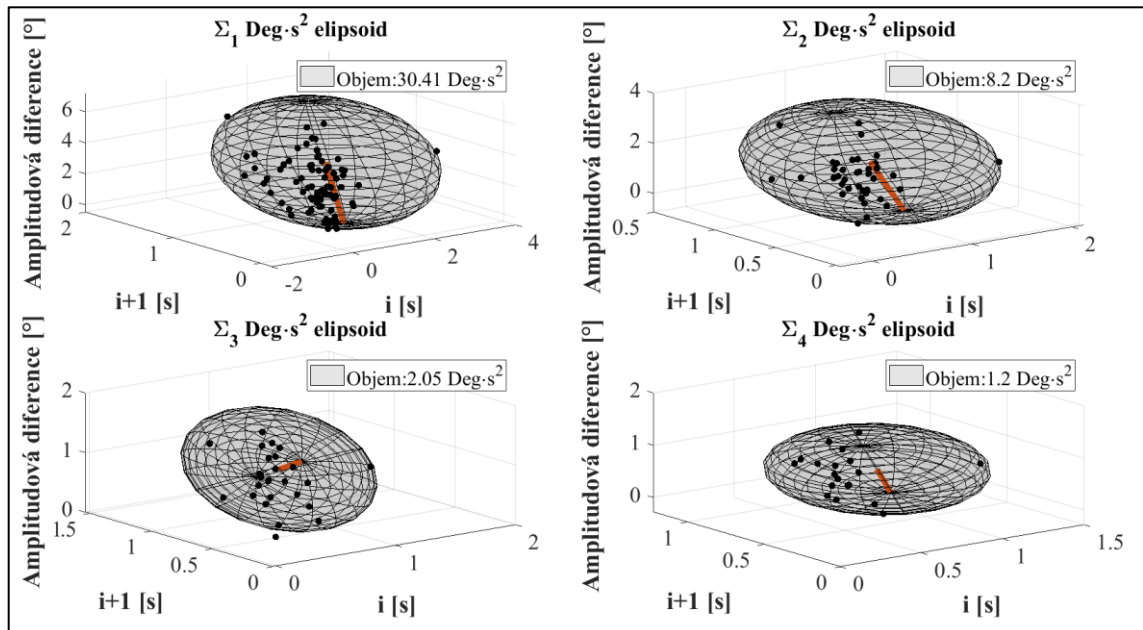 Σ₁ Deg·s² elipsoid
Objem:30.41 Deg·s²
Amplitudová diference [°]
6
4
2
0
2
1
0
-2
0
2
4
i+1 [s]
i [s]
Σ₂ Deg·s² elipsoid
Objem:8.2 Deg·s²
Amplitudová diference [°]
4
2
0
0.5
1
0.5
0
0
1
2
i+1 [s]
i [s]
Σ₃ Deg·s² elipsoid
Objem:2.05 Deg·s²
Amplitudová diference [°]
2
1
0
1.5
1
0.5
0
0
1
2
i+1 [s]
i [s]
Σ₄ Deg·s² elipsoid
Objem:1.2 Deg·s²
Amplitudová diference [°]
2
1
0
1
0.5
0
0
0.5
1
1.5
i+1 [s]
i [s]